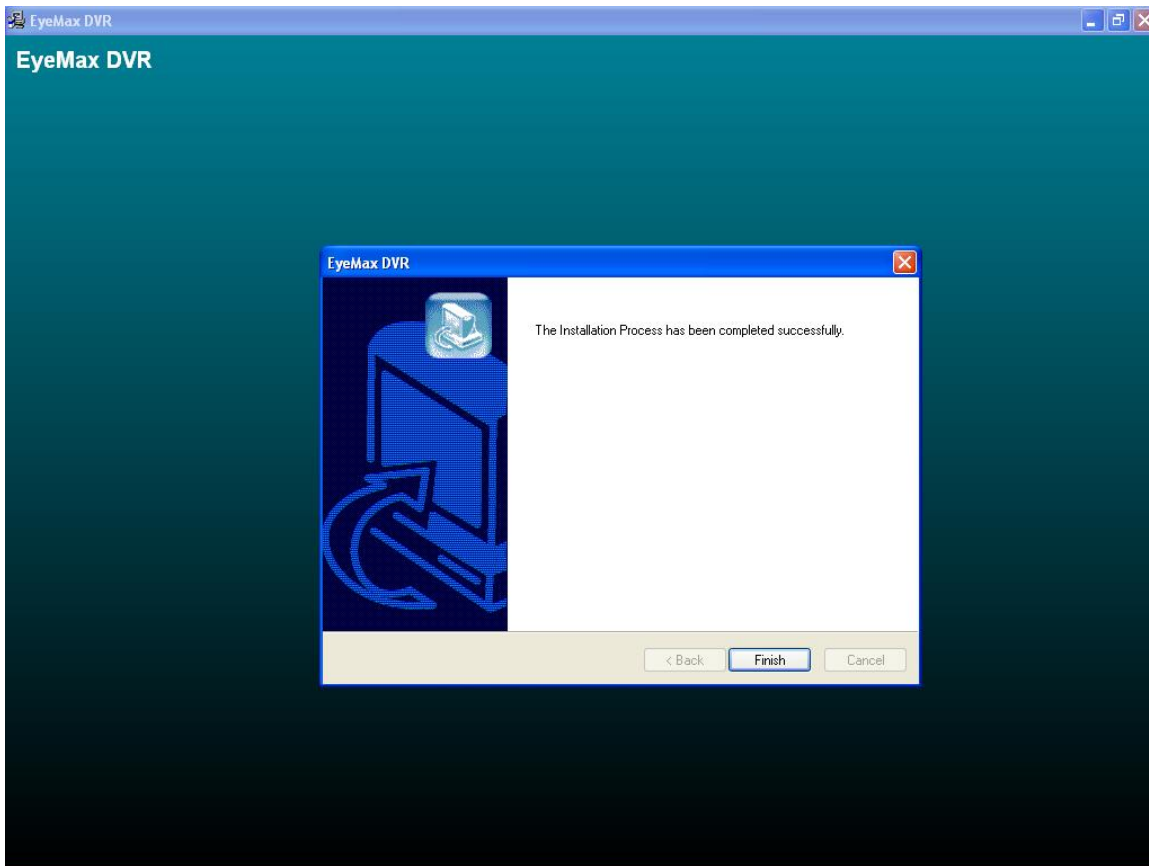 EyeMax DVR
EyeMax DVR
EyeMax DVR
The Installation Process has been completed successfully.
< Back
Finish
Cancel